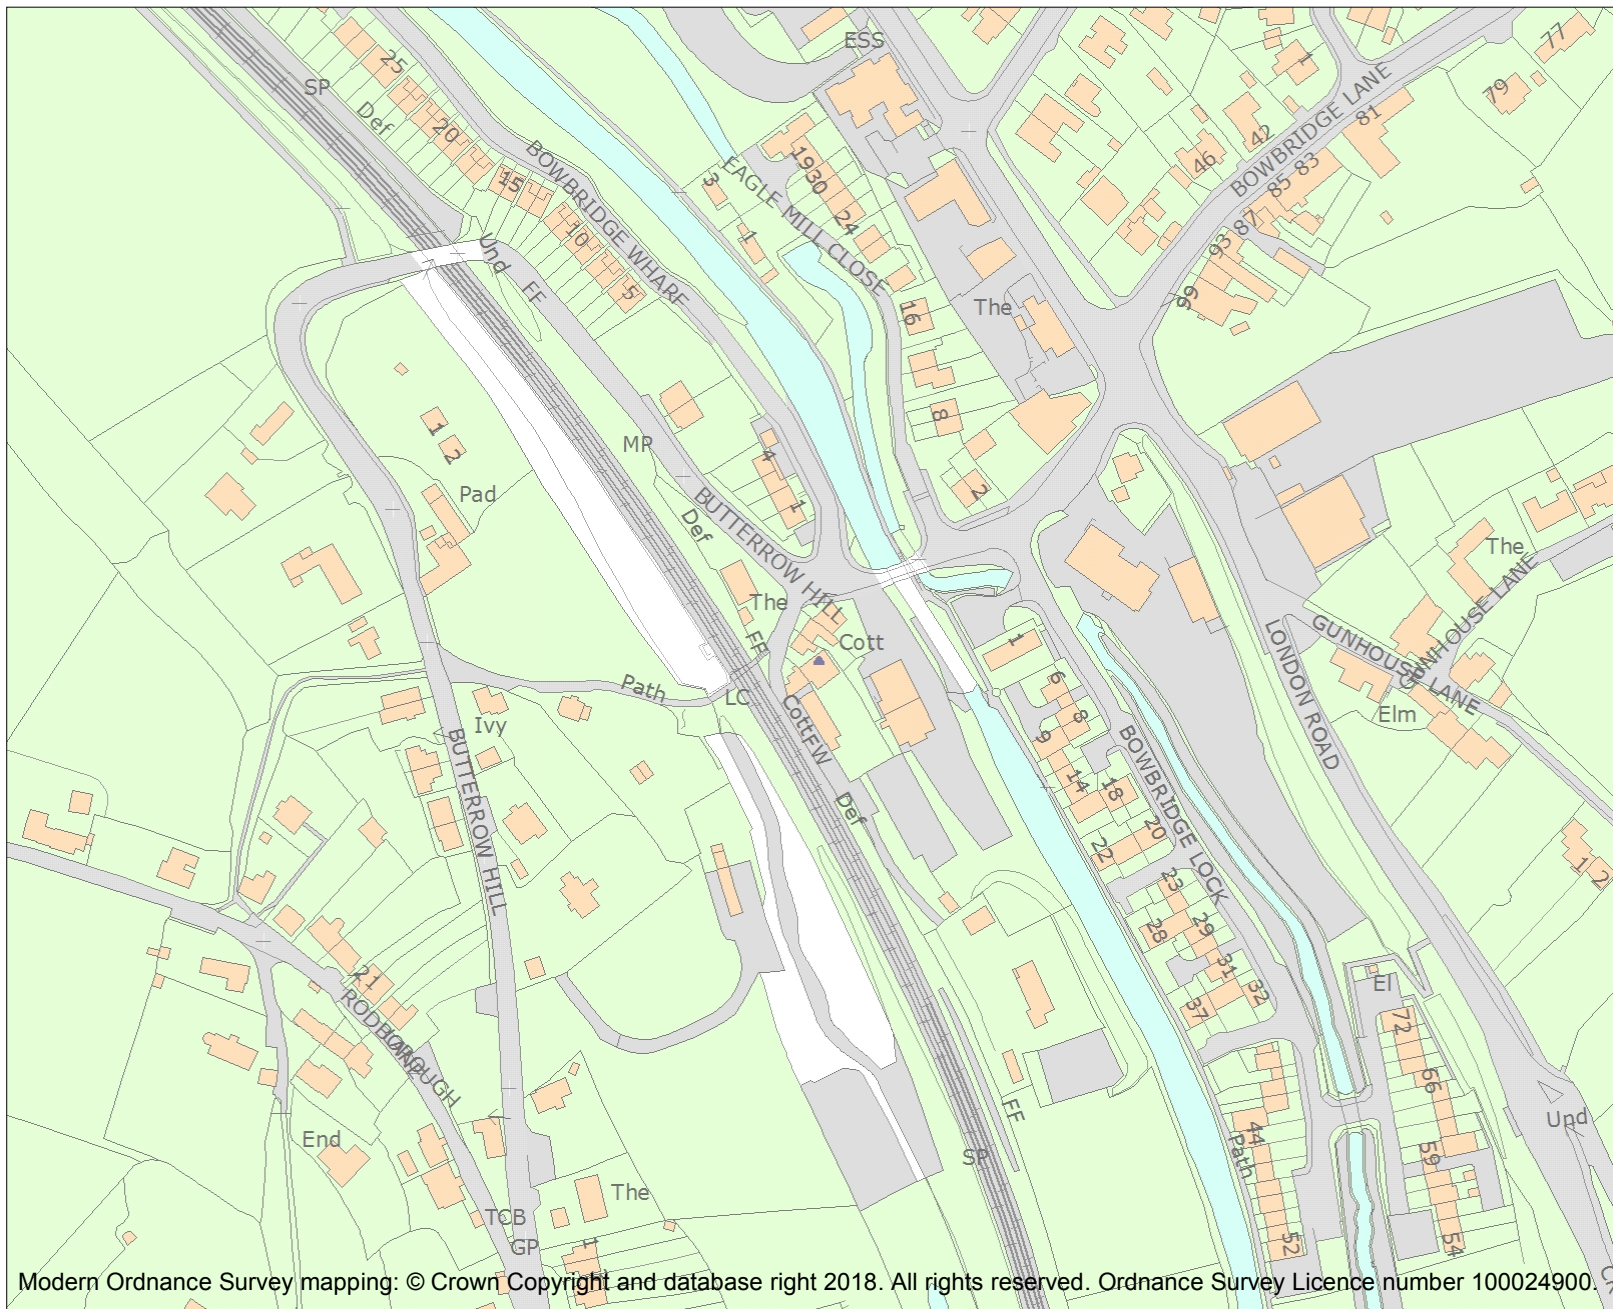 ESS
77
25
SP
1
79
BOWBRIDGE LANE
81
Def
20
42
46
83
85
BOWBRIDGE WHARF
15
3
EAGLE MILL CLOSE
1930
24
87
93
1
10
Und
FF
5
99
16
The
8
MP
1
2
4
1
2
Pad
BUTTERROW HILL
Def
The
The
FF
Cott
1
LONDON ROAD
GUNHOUSE LANE
GUNHOUSE LANE
Path
LC
Cott
FW
6
8
9
Elm
Ivy
BUTTERROW HILL
BOWBRIDGE LOCK
14
18
Def
20
22
23
1 2
28
29
31
32
37
21
RODBOROUGH
LANE
El
72
66
FF
44
Path
59
Und
SP
End
The
TCB
GP
1
52
54
Modern Ordnance Survey mapping: © Crown Copyright and database right 2018. All rights reserved. Ordnance Survey Licence number 100024900.